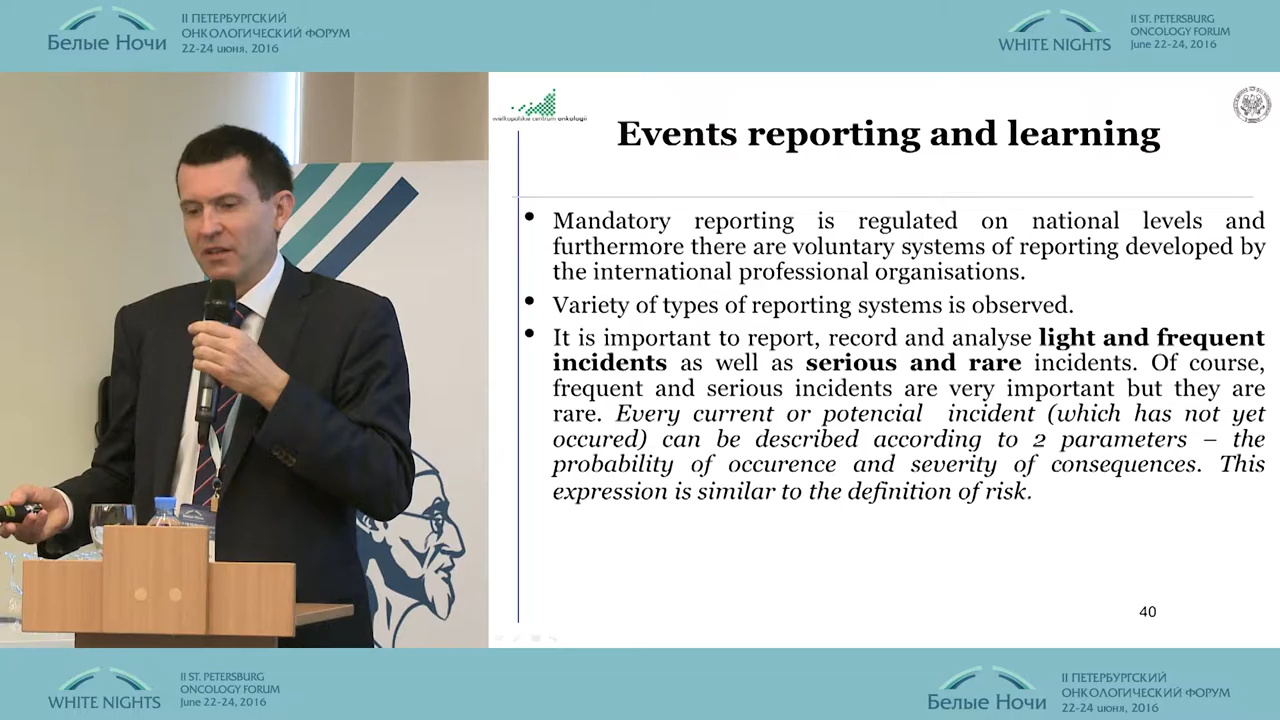 II ПЕТЕРБУРГСКИЙ
ОНКОЛОГИЧЕСКИЙ ФОРУМ
Белые Ночи
22-24 июня, 2016
II ST. PETERSBURG
ONCOLOGY FORUM
WHITE NIGHTS
June 22-24, 2016
wielkopolskie centrum onkologii
Events reporting and learning
• Mandatory reporting is regulated on national levels and
furthermore there are voluntary systems of reporting developed by
the international professional organisations.
• Variety of types of reporting systems is observed.
• It is important to report, record and analyse light and frequent
incidents as well as serious and rare incidents. Of course,
frequent and serious incidents are very important but they are
rare. Every current or potencial incident (which has not yet
occured) can be described according to 2 parameters – the
probability of occurence and severity of consequences. This
expression is similar to the definition of risk.
40
Белые Ночи
II ST. PETERSBURG
ONCOLOGY FORUM
WHITE NIGHTS
June 22-24, 2016
II ПЕТЕРБУРГСКИЙ
ОНКОЛОГИЧЕСКИЙ ФОРУМ
Белые Ночи
22-24 июня, 2016